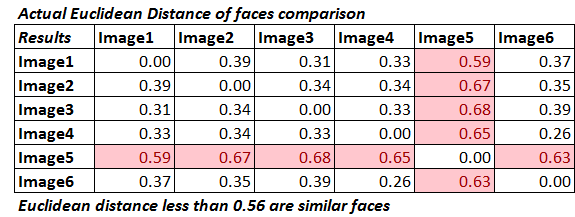 Actual Euclidean Distance of faces comparison
Results Image1 Image2 Image3 Image4 Image5 Image6
Image1 0.00 0.39 0.31 0.33 0.59 0.37
Image2 0.39 0.00 0.34 0.34 0.67 0.35
Image3 0.31 0.34 0.00 0.33 0.68 0.39
Image4 0.33 0.34 0.33 0.00 0.65 0.26
Image5 0.59 0.67 0.68 0.65 0.00 0.63
Image6 0.37 0.35 0.39 0.26 0.63 0.00
Euclidean distance less than 0.56 are similar faces